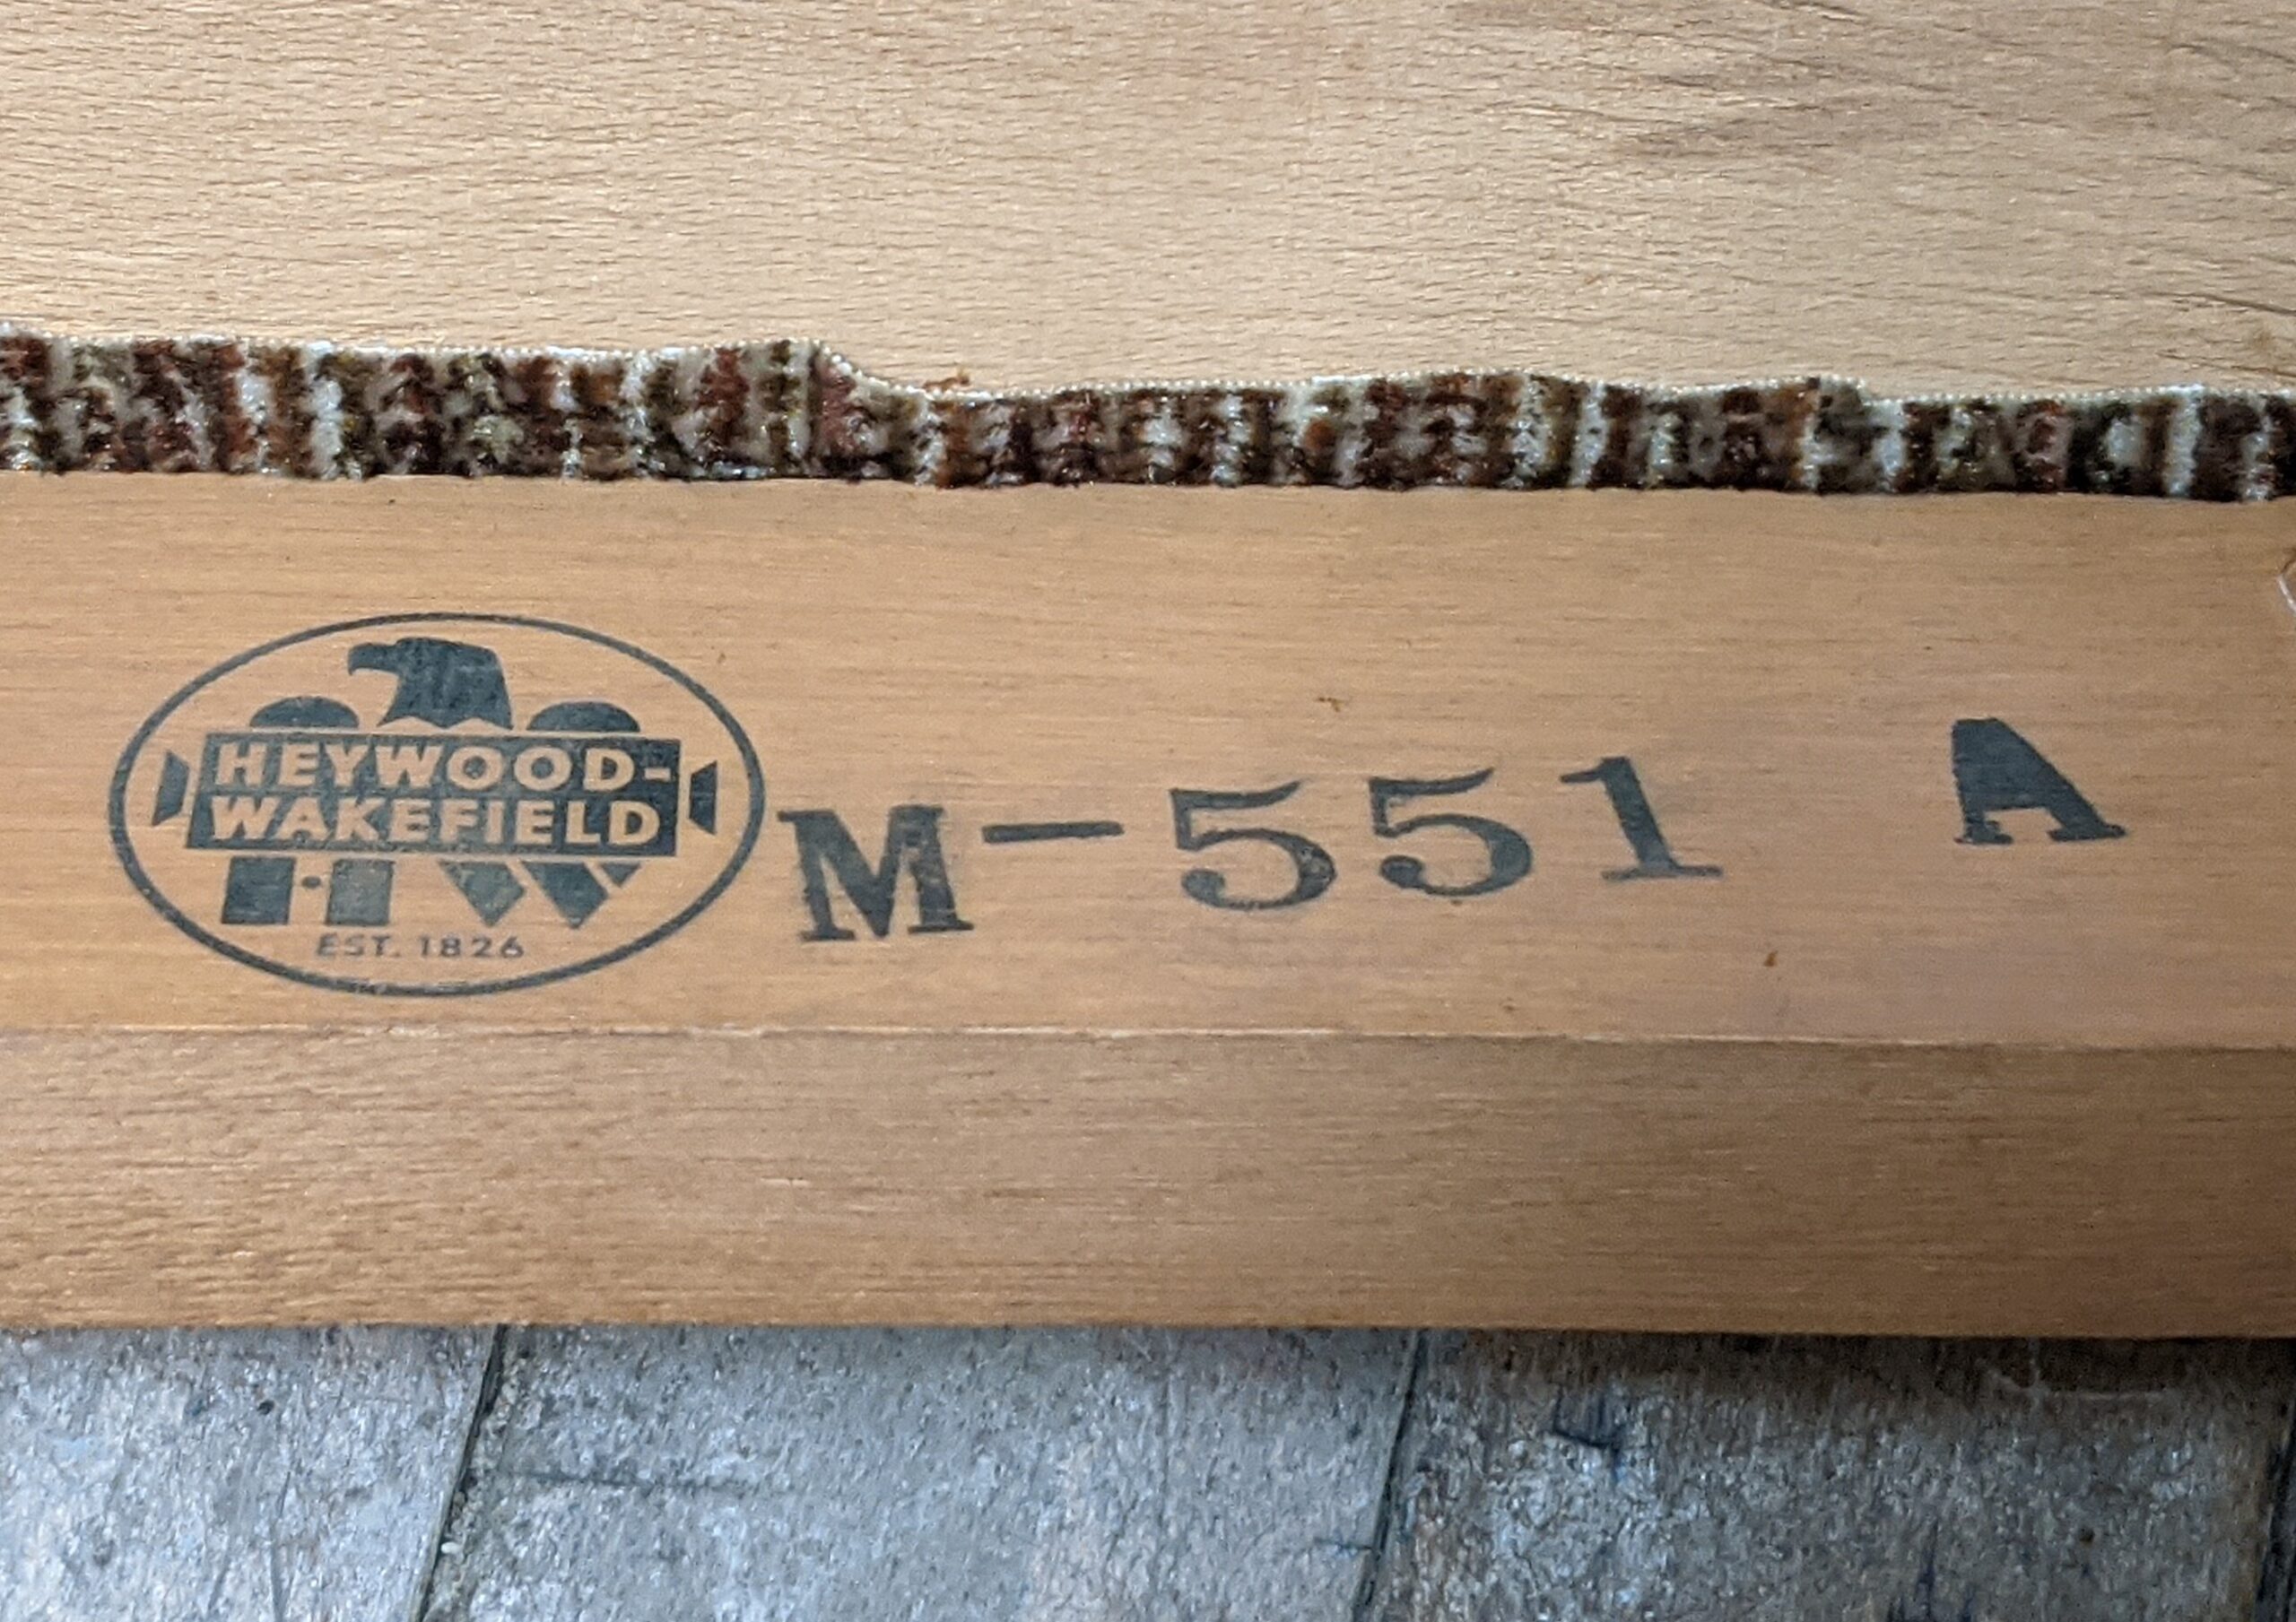 HEYWOOD-
WAKEFIELD
H·W
EST. 1826
M-551 A